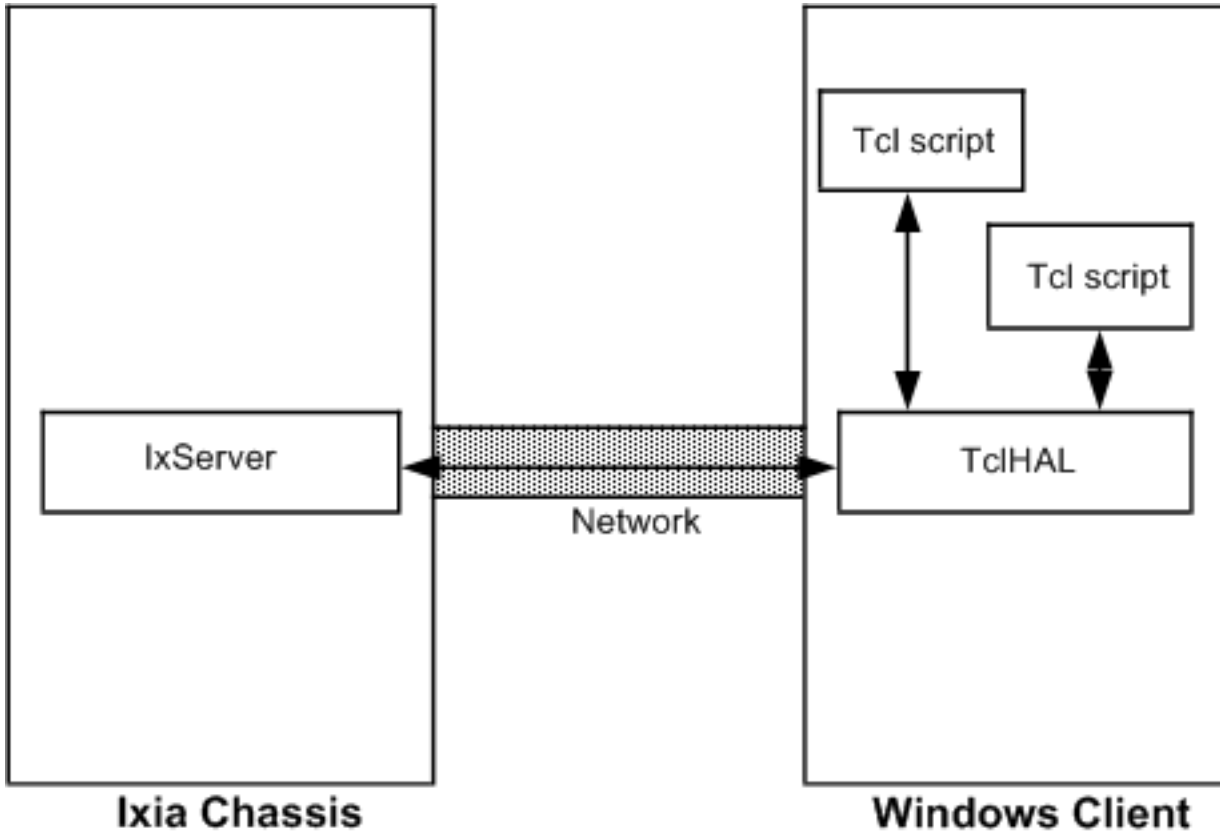 Tcl script
Tcl script
IxServer
TclHAL
Network
Ixia Chassis
Windows Client